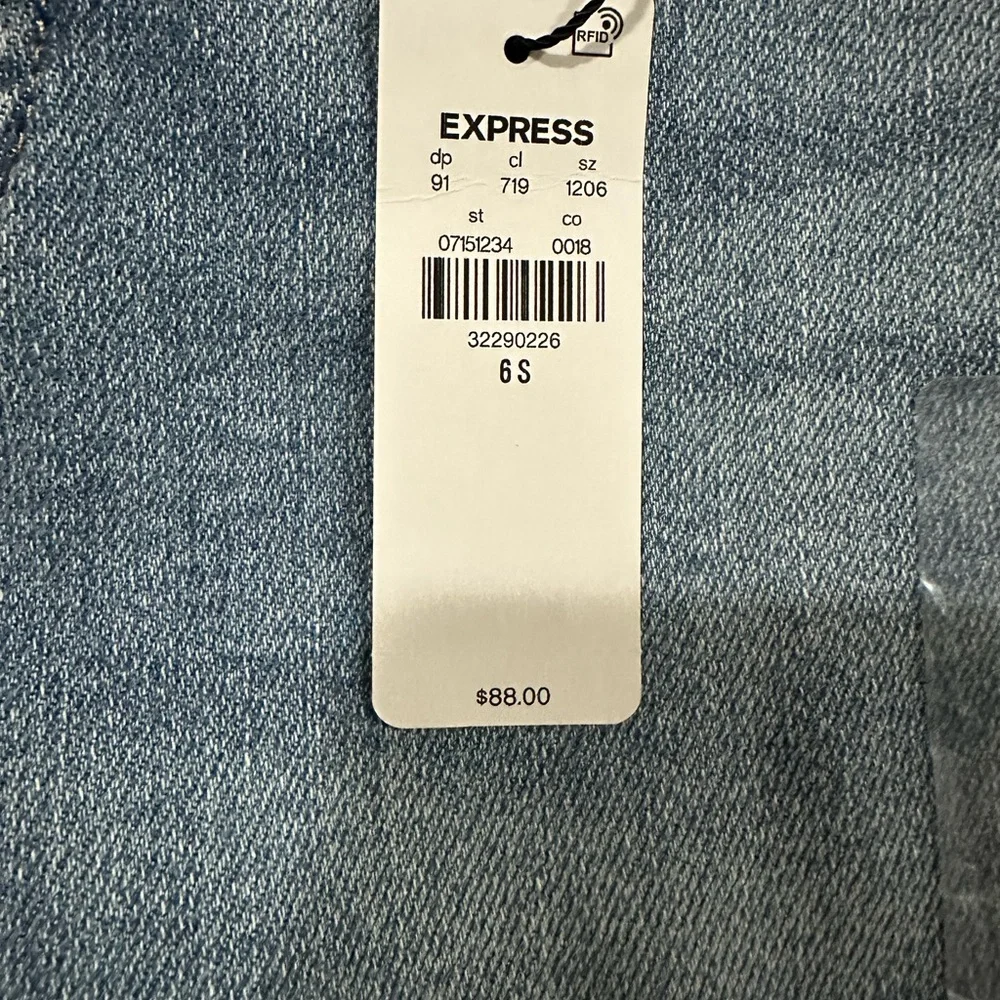 RFID
EXPRESS
dp cl sz
91 719 1206
st co
07151234 0018
32290226
6 S
$88.00